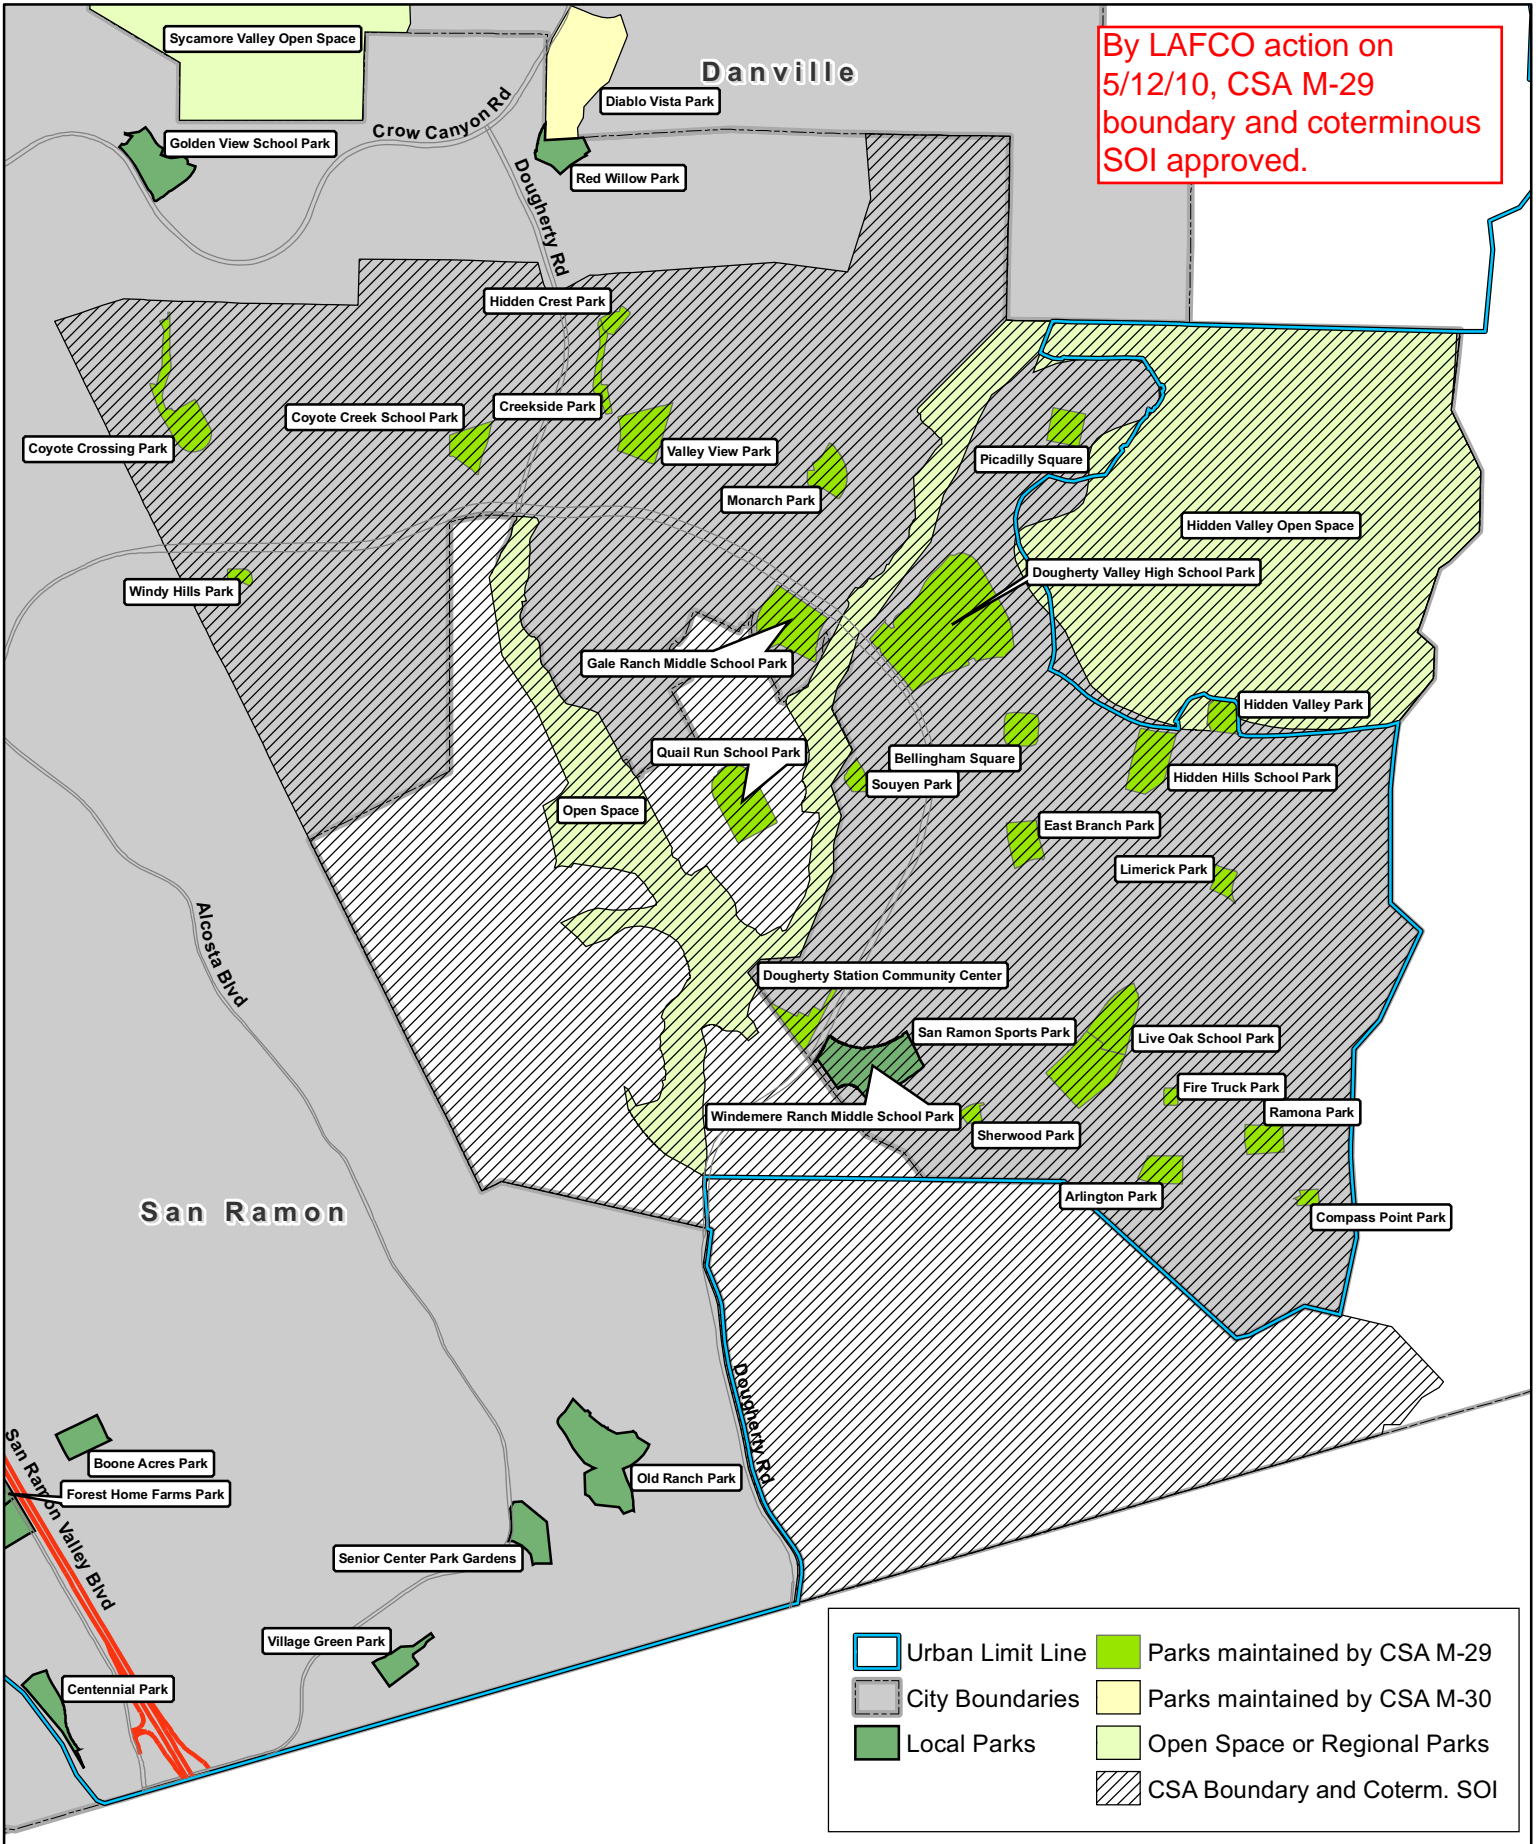 Sycamore Valley Open Space
Danville
By LAFCO action on
5/12/10, CSA M-29
boundary and coterminous
SOI approved.
Diablo Vista Park
Crow Canyon Rd
Golden View School Park
Red Willow Park
Dougherty Rd
Hidden Crest Park
Creekside Park
Coyote Creek School Park
Coyote Crossing Park
Valley View Park
Picadilly Square
Monarch Park
Hidden Valley Open Space
Dougherty Valley High School Park
Windy Hills Park
Gale Ranch Middle School Park
Hidden Valley Park
Quail Run School Park
Bellingham Square
Hidden Hills School Park
Souyen Park
Open Space
East Branch Park
Limerick Park
Alcosta Blvd
Dougherty Station Community Center
San Ramon Sports Park
Live Oak School Park
Fire Truck Park
Ramona Park
Windemere Ranch Middle School Park
Sherwood Park
Arlington Park
San Ramon
Compass Point Park
Dougherty Rd
Boone Acres Park
Old Ranch Park
Forest Home Farms Park
San Ramon Valley Blvd
Senior Center Park Gardens
Village Green Park
Centennial Park
Urban Limit Line
City Boundaries
Local Parks
Parks maintained by CSA M-29
Parks maintained by CSA M-30
Open Space or Regional Parks
CSA Boundary and Coterm. SOI